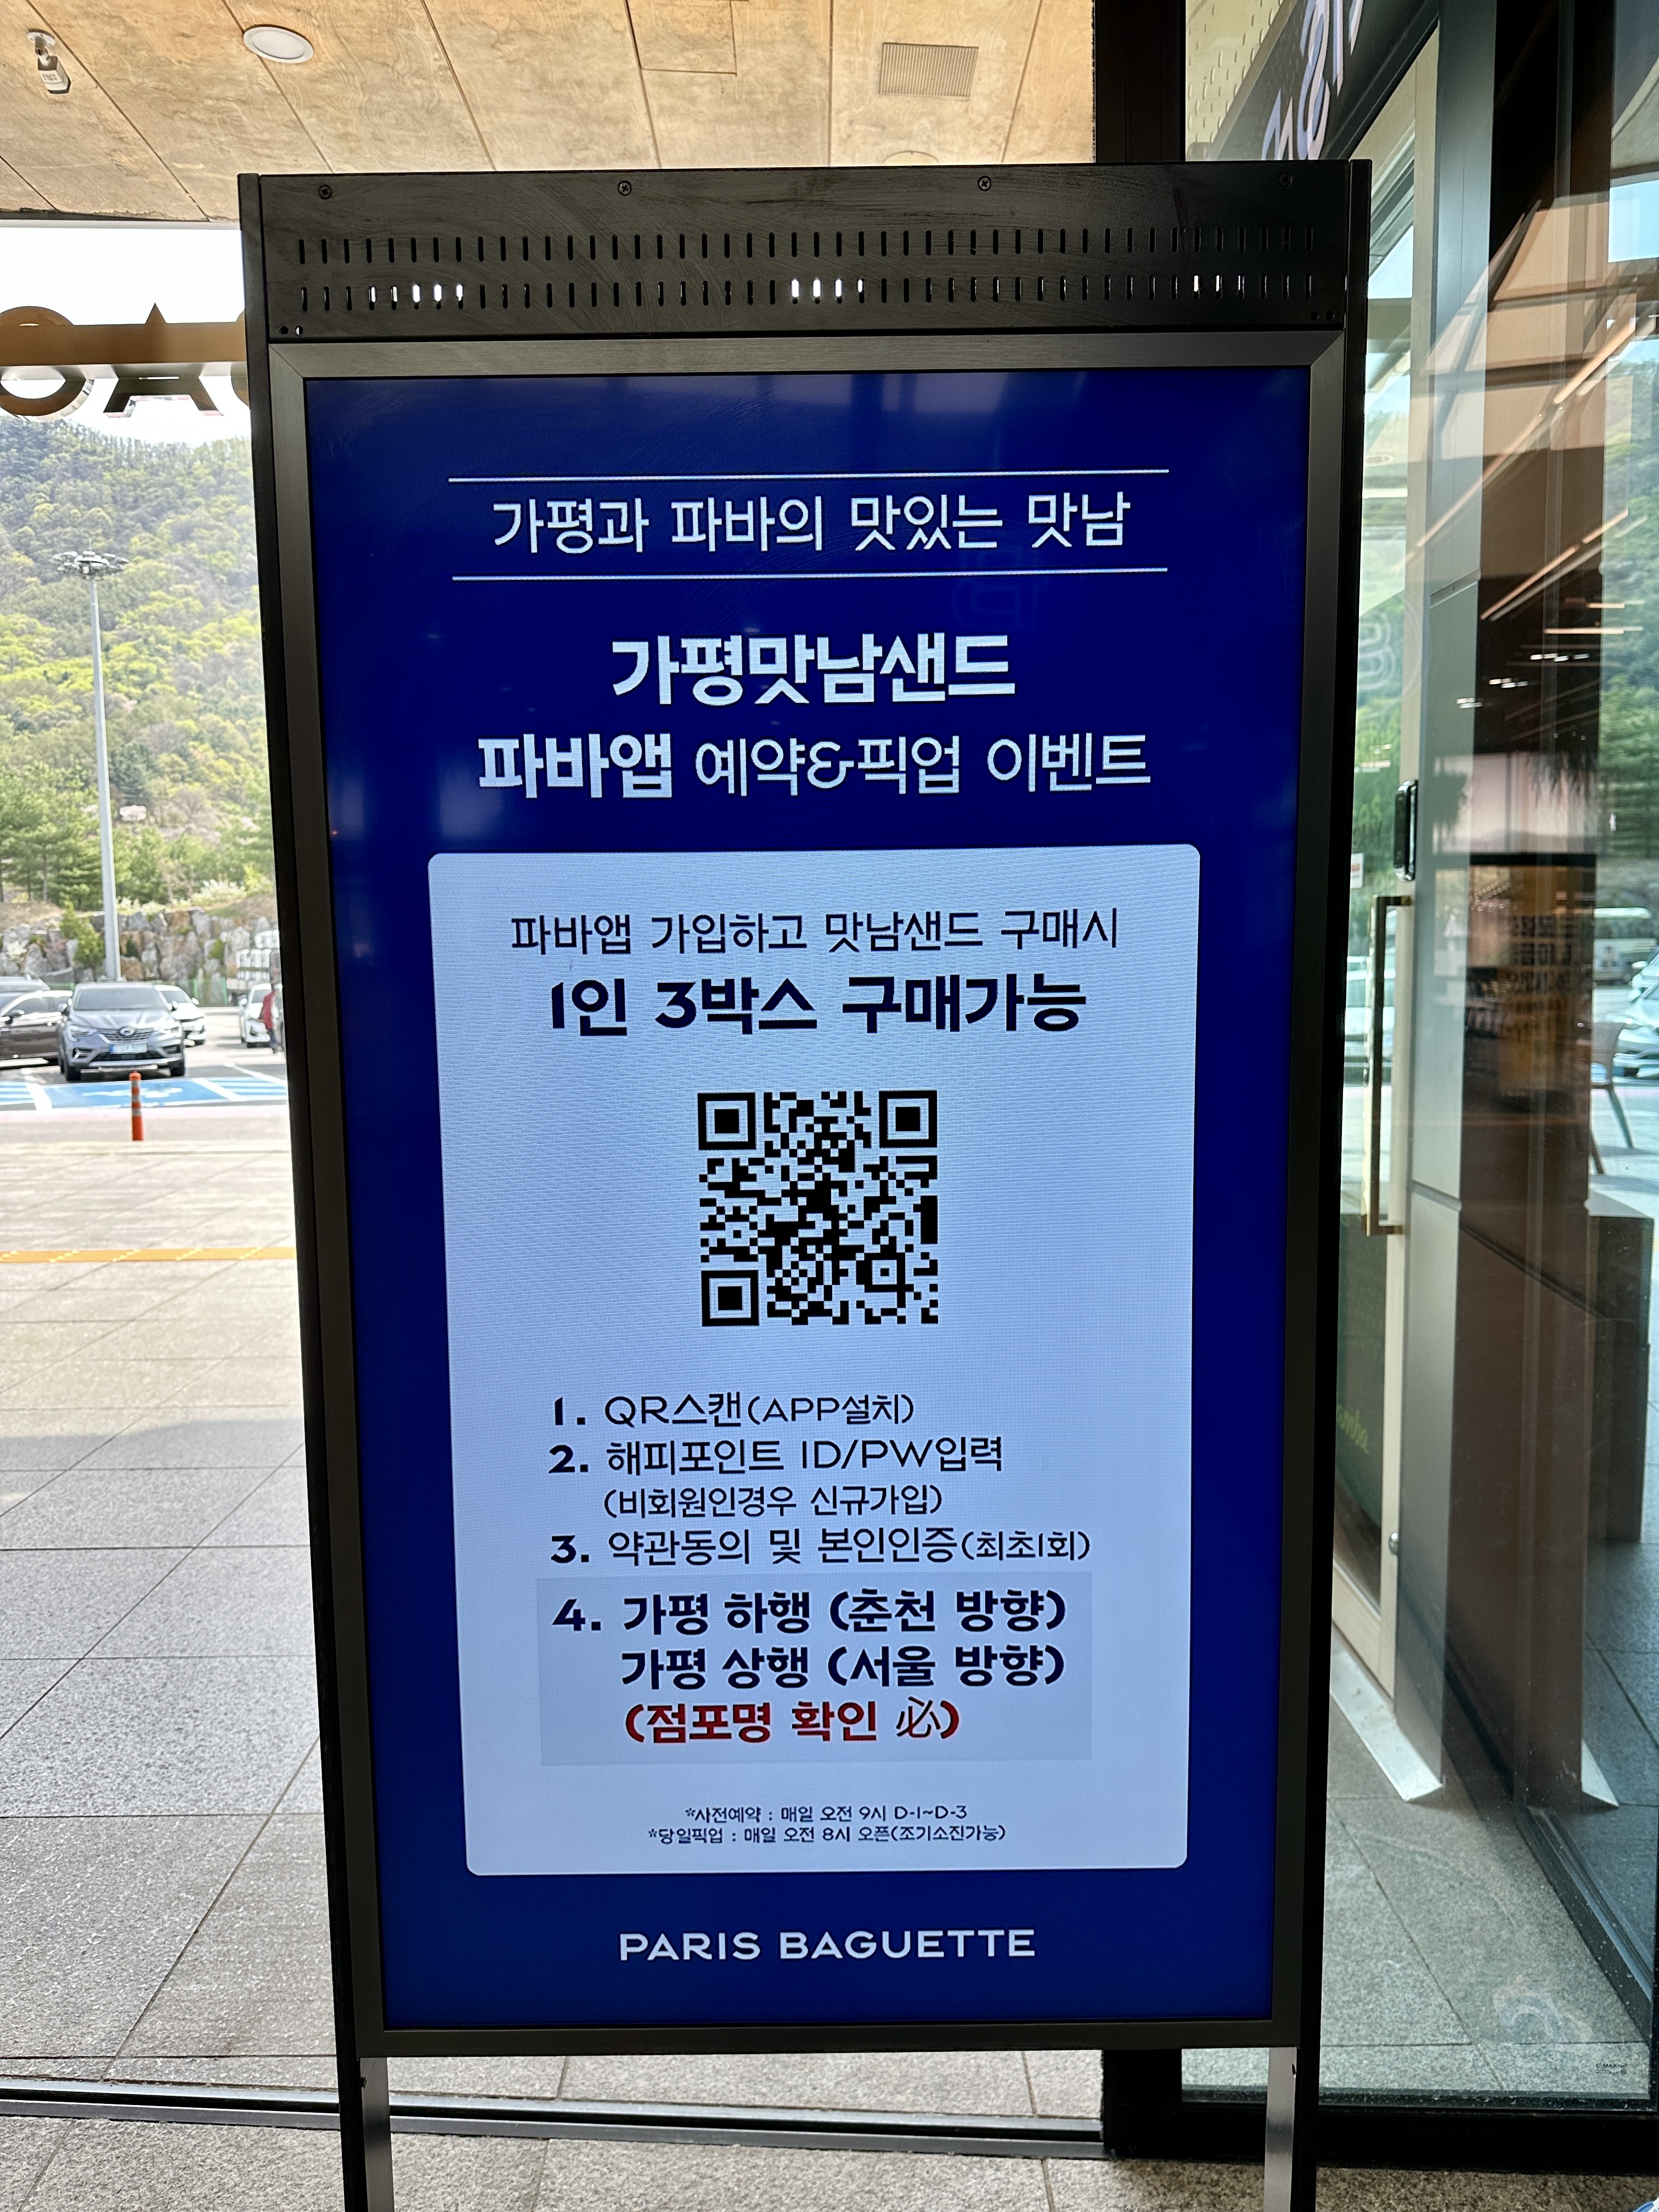 가평과 파바의 맛있는 맛남
가평맛남샌드
파바앱 예약&픽업 이벤트
파바앱 가입하고 맛남샌드 구매시
1인 3박스 구매가능
1. QR스캔(APP설치)
2. 해피포인트 ID/PW입력
(비회원인경우 신규가입)
3. 약관동의 및 본인인증(최초1회)
4. 가평 하행 (춘천 방향)
가평 상행 (서울 방향)
(점포명 확인 必)
*사전예약 : 매일 오전 9시 D-1~D-3
*당일픽업 : 매일 오전 8시 오픈(조기소진가능)
PARIS BAGUETTE